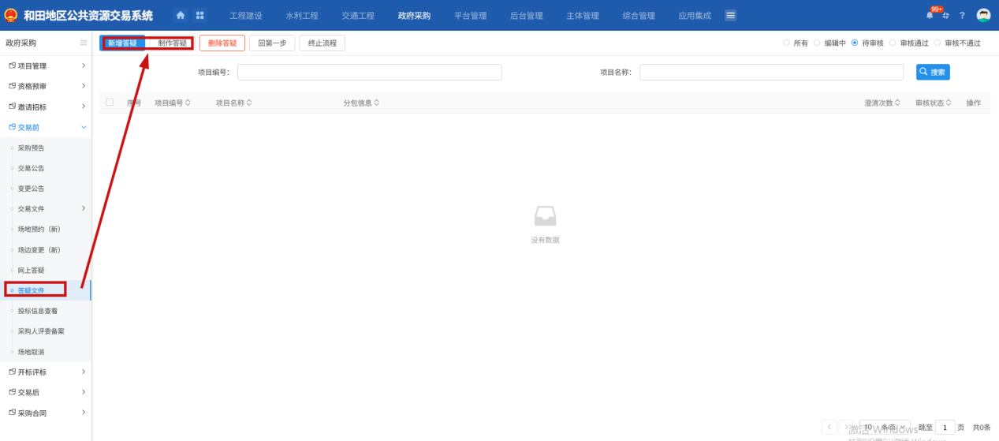 和田地区公共资源交易系统 工程建设 水利工程 交通工程 政府采购 平台管理 后台管理 主体管理 综合管理 应用集成 99+ ?
政府采购 新增答疑 制作答疑 删除答疑 回第一步 终止流程 所有 编辑中 待审核 审核通过 审核不通过
项目管理
项目编号: 项目名称: 搜索
资格预审
序号 项目编号 项目名称 分包信息 澄清次数 审核状态 操作
邀请招标
交易前
采购预告
交易公告
变更公告
交易文件
场地预约（新）
没有数据
场边变更（新）
网上答疑
答疑文件
投标信息查看
采购人评委备案
场地取消
开标评标
交易后
采购合同
10 条/页 跳至 1 页 共0条
激活 Windows